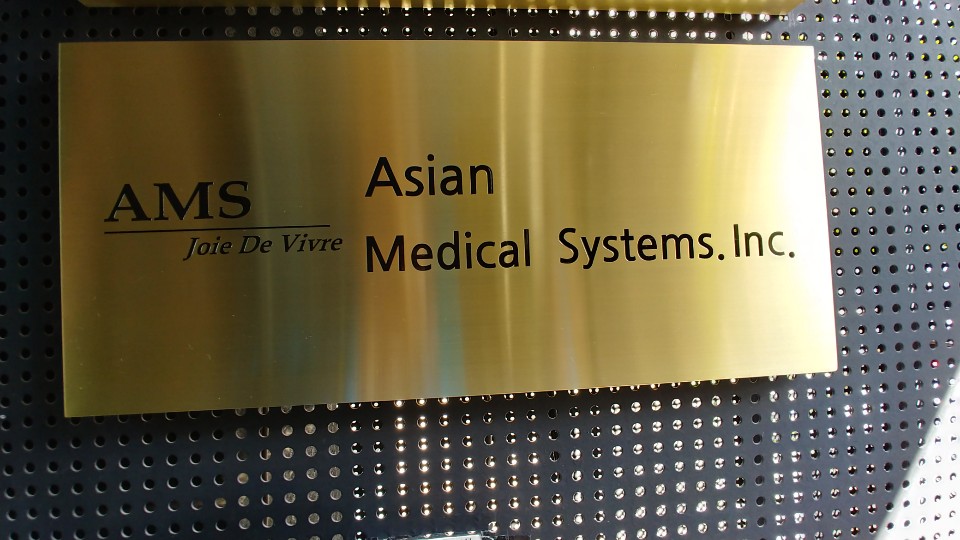 AMS
Joie De Vivre
Asian
Medical Systems. Inc.